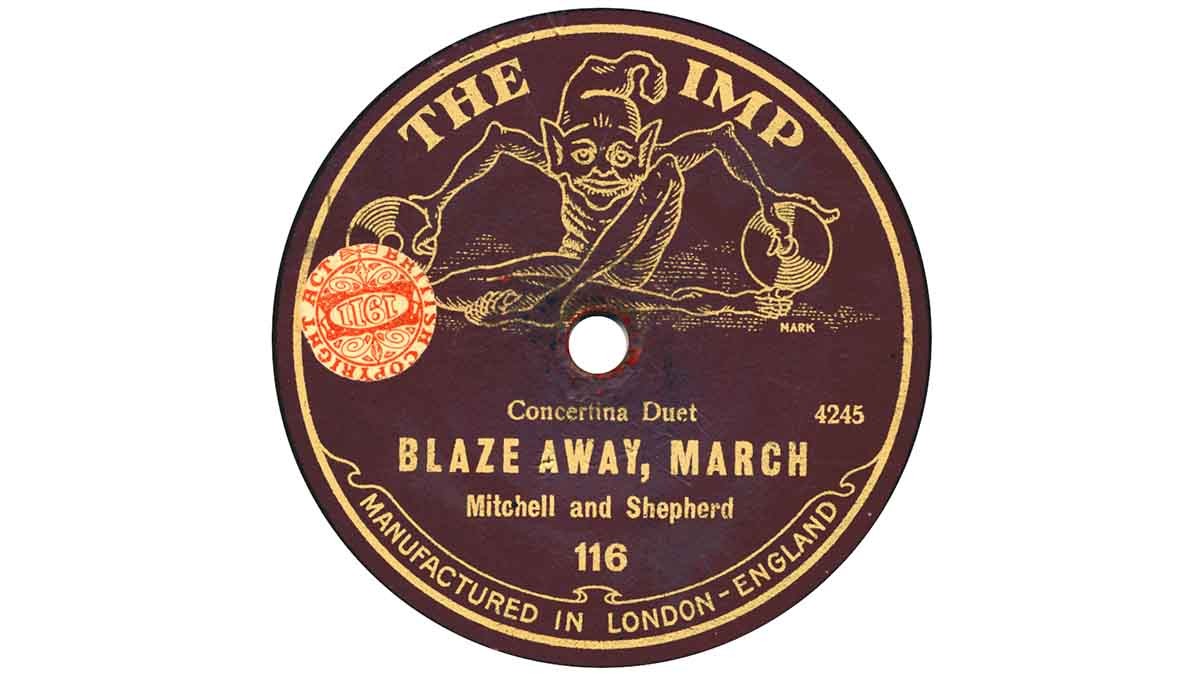 THE IMP
BRITISH COPYRIGHT ACT
1911
MARK
Concertina Duet
4245
BLAZE AWAY, MARCH
Mitchell and Shepherd
116
MANUFACTURED IN LONDON-ENGLAND